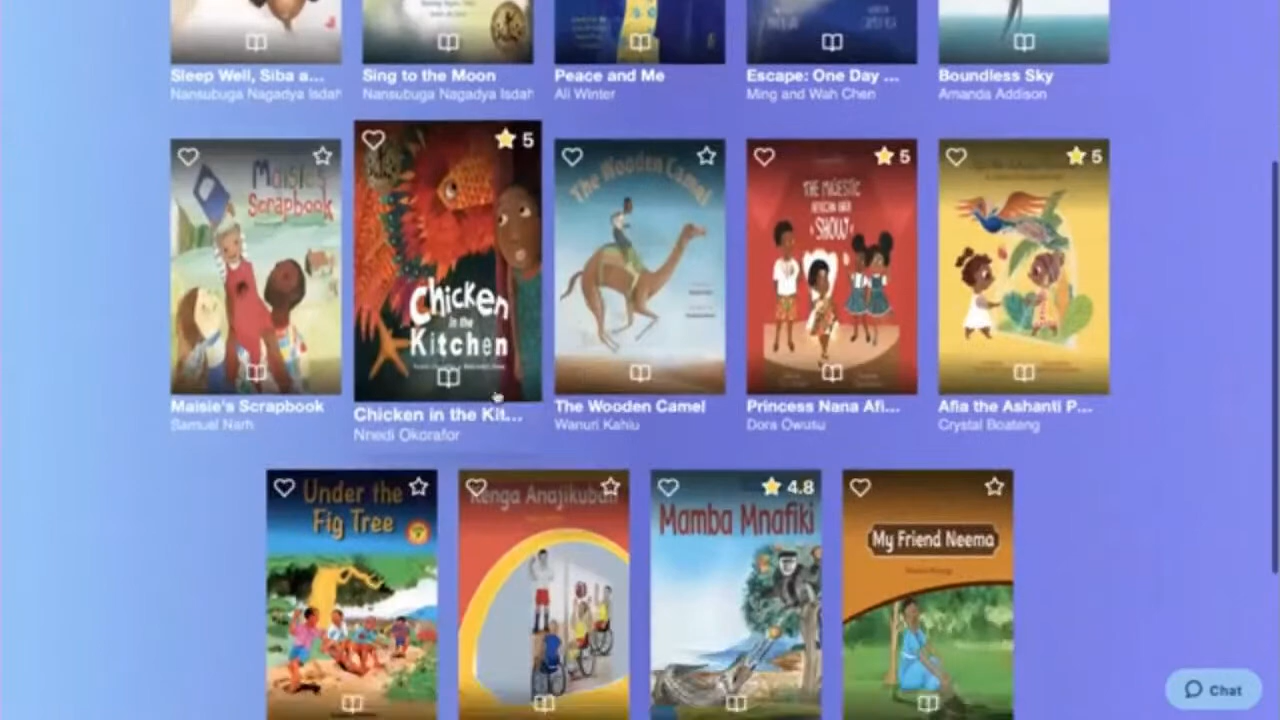 Sleep Well, Siba a...
Nansubuga Nagadya Isdah
Sing to the Moon
Nansubuga Nagadya Isdah
Peace and Me
Ali Winter
Escape: One Day ...
Ming and Wah Chen
Boundless Sky
Amanda Addison
Maisie's
Scrapbook
Maisie's Scrapbook
Samuel Narh
5
Chicken
in the
Kitchen
Chicken in the Kit...
Nnedi Okorafor
The Wooden Camel
The Wooden Camel
Wanuri Kahiu
5
THE MAJESTIC
AFRICAN HAIR
SHOW
Princess Nana Afi...
Dora Owusu
5
Afia the Ashanti P...
Crystal Boateng
Under the
Fig Tree
Kenga Anajikubali
4.8
Mamba Mnafiki
My Friend Neema
Chat